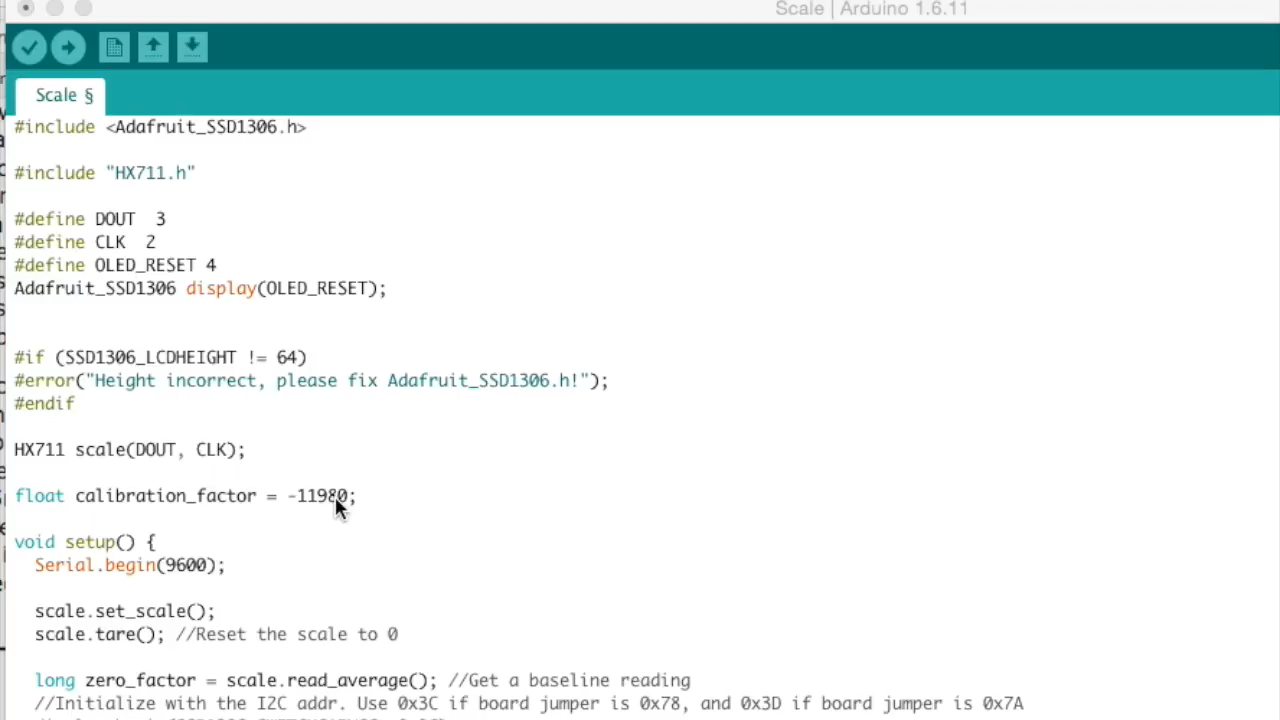 Scale | Arduino 1.6.11
Scale §
#include <Adafruit_SSD1306.h>
#include "HX711.h"
#define DOUT  3
#define CLK  2
#define OLED_RESET 4
Adafruit_SSD1306 display(OLED_RESET);
#if (SSD1306_LCDHEIGHT != 64)
#error("Height incorrect, please fix Adafruit_SSD1306.h!");
#endif
HX711 scale(DOUT, CLK);
float calibration_factor = -11980;
void setup() {
Serial.begin(9600);
scale.set_scale();
scale.tare(); //Reset the scale to 0
long zero_factor = scale.read_average(); //Get a baseline reading
//Initialize with the I2C addr. Use 0x3C if board jumper is 0x78, and 0x3D if board jumper is 0x7A